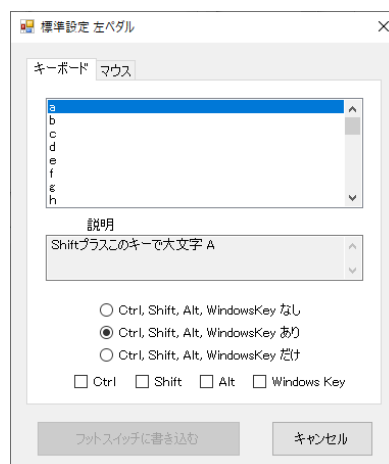 標準設定 左ペダル
キーボード マウス
a
b
c
d
e
f
g
h
説明
Shiftプラスこのキーで大文字 A
Ctrl, Shift, Alt, WindowsKey なし
Ctrl, Shift, Alt, WindowsKey あり
Ctrl, Shift, Alt, WindowsKey だけ
Ctrl Shift Alt Windows Key
フットスイッチに書き込む キャンセル